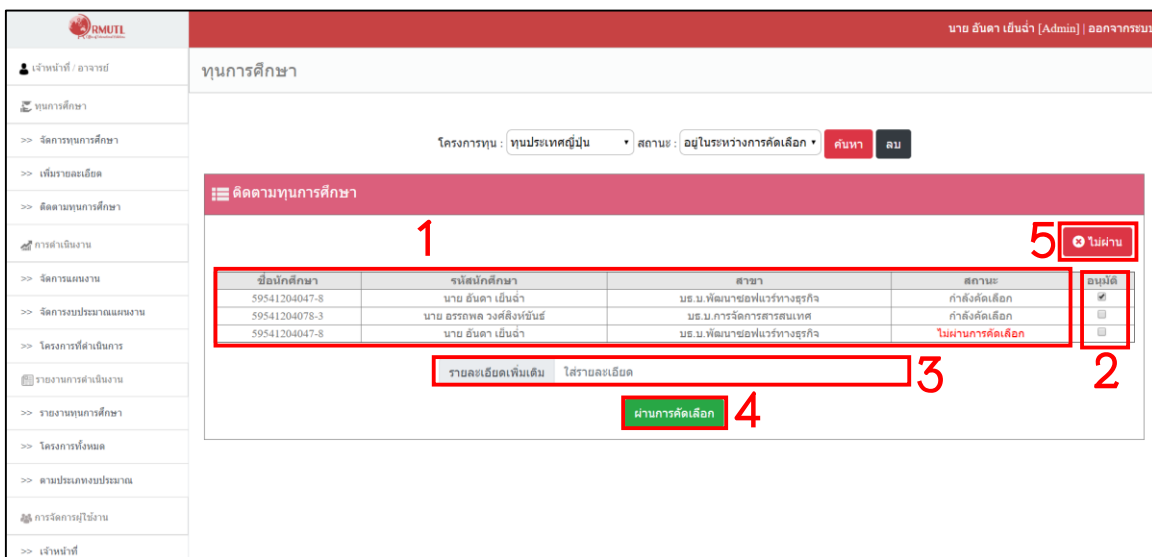 RMUTL
นาย อันดา เย็นฉ่ำ [Admin] | ออกจากระบบ
เจ้าหน้าที่ / อาจารย์
ทุนการศึกษา
ทุนการศึกษา
>> จัดการทุนการศึกษา
>> เพิ่มรายละเอียด
>> ติดตามทุนการศึกษา
การดำเนินงาน
>> จัดการแผนงาน
>> จัดการงบประมาณแผนงาน
>> โครงการที่ดำเนินการ
รายงานการดำเนินงาน
>> รายงานทุนการศึกษา
>> โครงการทั้งหมด
>> ตามประเภทงบประมาณ
การจัดการผู้ใช้งาน
>> เจ้าหน้าที่
โครงการทุน : ทุนประเทศญี่ปุ่น สถานะ : อยู่ในระหว่างการคัดเลือก ค้นหา ลบ
ติดตามทุนการศึกษา
1
5 ไม่ผ่าน
ชื่อนักศึกษา รหัสนักศึกษา สาขา สถานะ อนุมัติ
59541204047-8 นาย อันดา เย็นฉ่ำ บธ.บ.พัฒนาซอฟแวร์ทางธุรกิจ กำลังคัดเลือก
59541204078-3 นาย อรรถพล วงศ์สิงห์ขันธ์ บธ.บ.การจัดการสารสนเทศ กำลังคัดเลือก
59541204047-8 นาย อันดา เย็นฉ่ำ บธ.บ.พัฒนาซอฟแวร์ทางธุรกิจ ไม่ผ่านการคัดเลือก
รายละเอียดเพิ่มเติม ใส่รายละเอียด 3 2
ผ่านการคัดเลือก 4